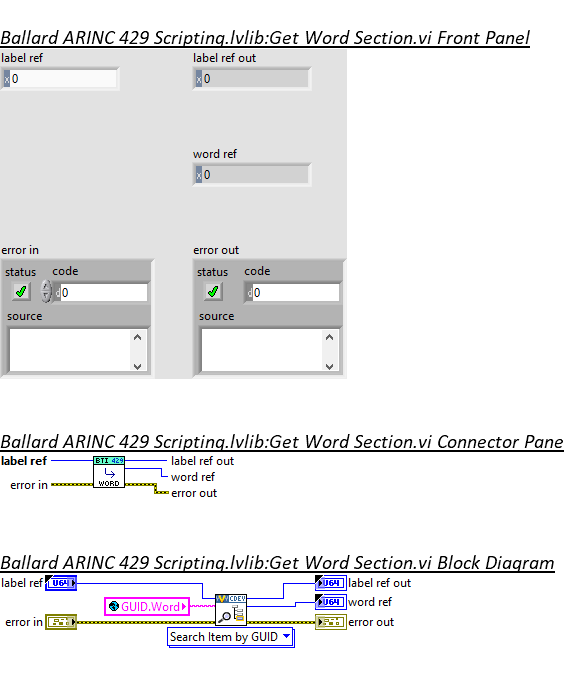 Ballard ARINC 429 Scripting.lvlib:Get Word Section.vi Front Panel
label ref
label ref out
x 0
x 0
word ref
x 0
error in
error out
status code
status code
d 0
d 0
source
source
Ballard ARINC 429 Scripting.lvlib:Get Word Section.vi Connector Pane
label ref
BTI 429
label ref out
word ref
error in
WORD
error out
Ballard ARINC 429 Scripting.lvlib:Get Word Section.vi Block Diagram
label ref U64
U64 label ref out
CDEV
GUID.Word
U64 word ref
error in
error out
Search Item by GUID